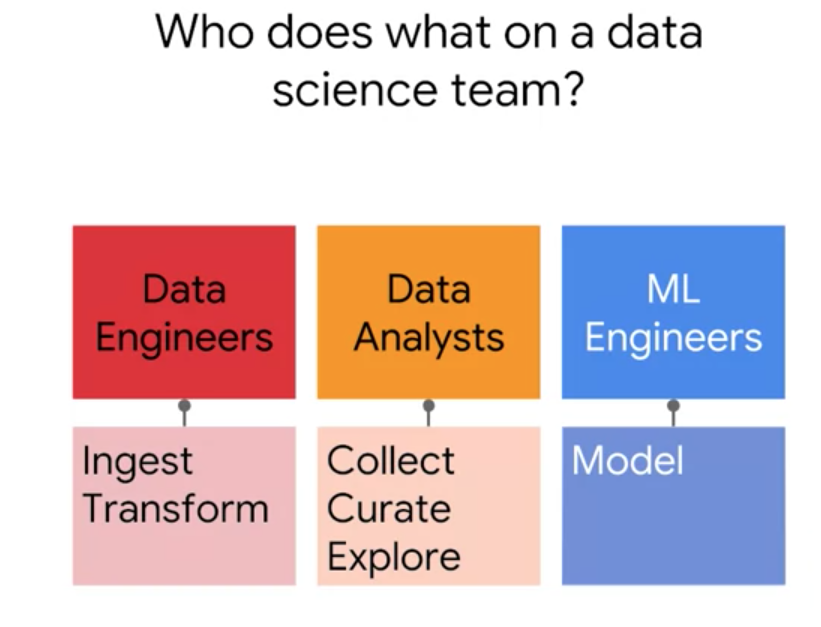 Who does what on a data
science team?
Data
Engineers
Data
Analysts
ML
Engineers
Ingest
Transform
Collect
Curate
Explore
Model